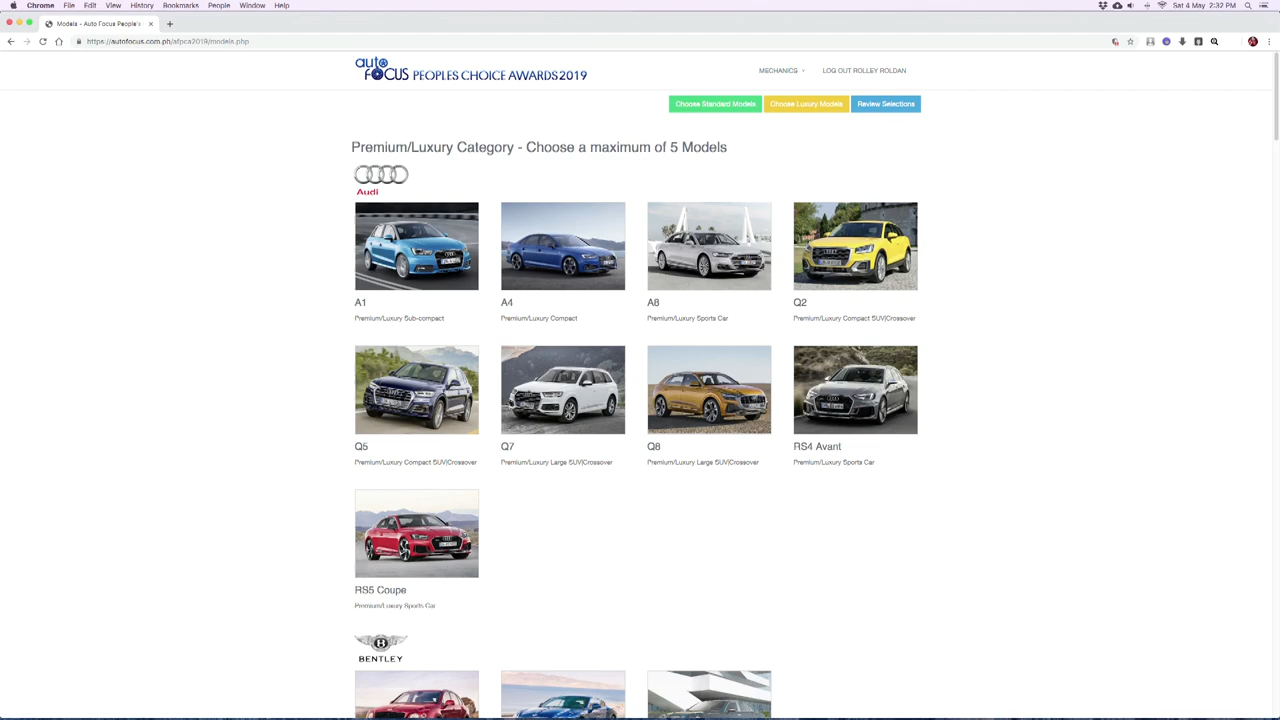 Chrome File Edit View History Bookmarks People Window Help
Sat 4 May 2:32 PM
Models - Auto Focus People's
https://autofocus.com.ph/afpca2019/models.php
auto FOCUS PEOPLES CHOICE AWARDS 2019
MECHANICS LOG OUT ROLLEY ROLDAN
Choose Standard Models Choose Luxury Models Review Selections
Premium/Luxury Category - Choose a maximum of 5 Models
Audi
A1 A4 A8 Q2
Premium/Luxury Sub-compact Premium/Luxury Compact Premium/Luxury Sports Car Premium/Luxury Compact SUV|Crossover
Q5 Q7 Q8 RS4 Avant
Premium/Luxury Compact SUV|Crossover Premium/Luxury Large SUV|Crossover Premium/Luxury Large SUV|Crossover Premium/Luxury Sports Car
RS5 Coupe
Premium/Luxury Sports Car
B
BENTLEY